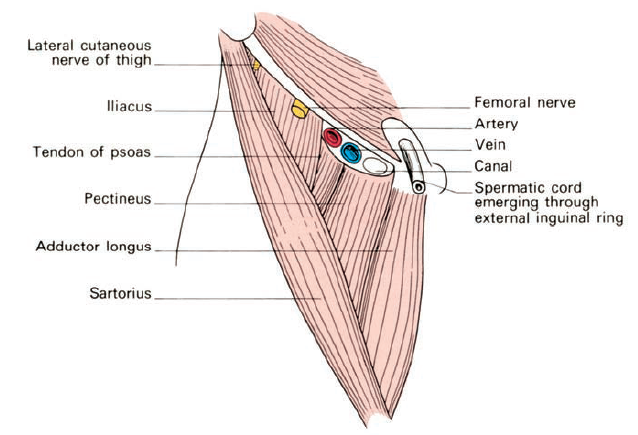 Lateral cutaneous
nerve of thigh
Iliacus
Tendon of psoas
Pectineus
Adductor longus
Sartorius
Femoral nerve
Artery
Vein
Canal
Spermatic cord
emerging through
external inguinal ring